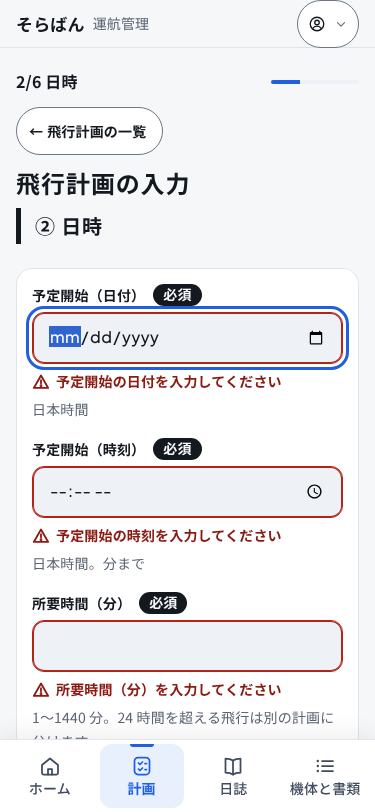 そらばん 運航管理
2/6 日時
← 飛行計画の一覧
飛行計画の入力
② 日時
予定開始（日付） 必須
mm/dd/yyyy
予定開始の日付を入力してください
日本時間
予定開始（時刻） 必須
--:-- --
予定開始の時刻を入力してください
日本時間。分まで
所要時間（分） 必須
所要時間（分）を入力してください
1〜1440 分。24 時間を超える飛行は別の計画に
ホーム 計画 日誌 機体と書類